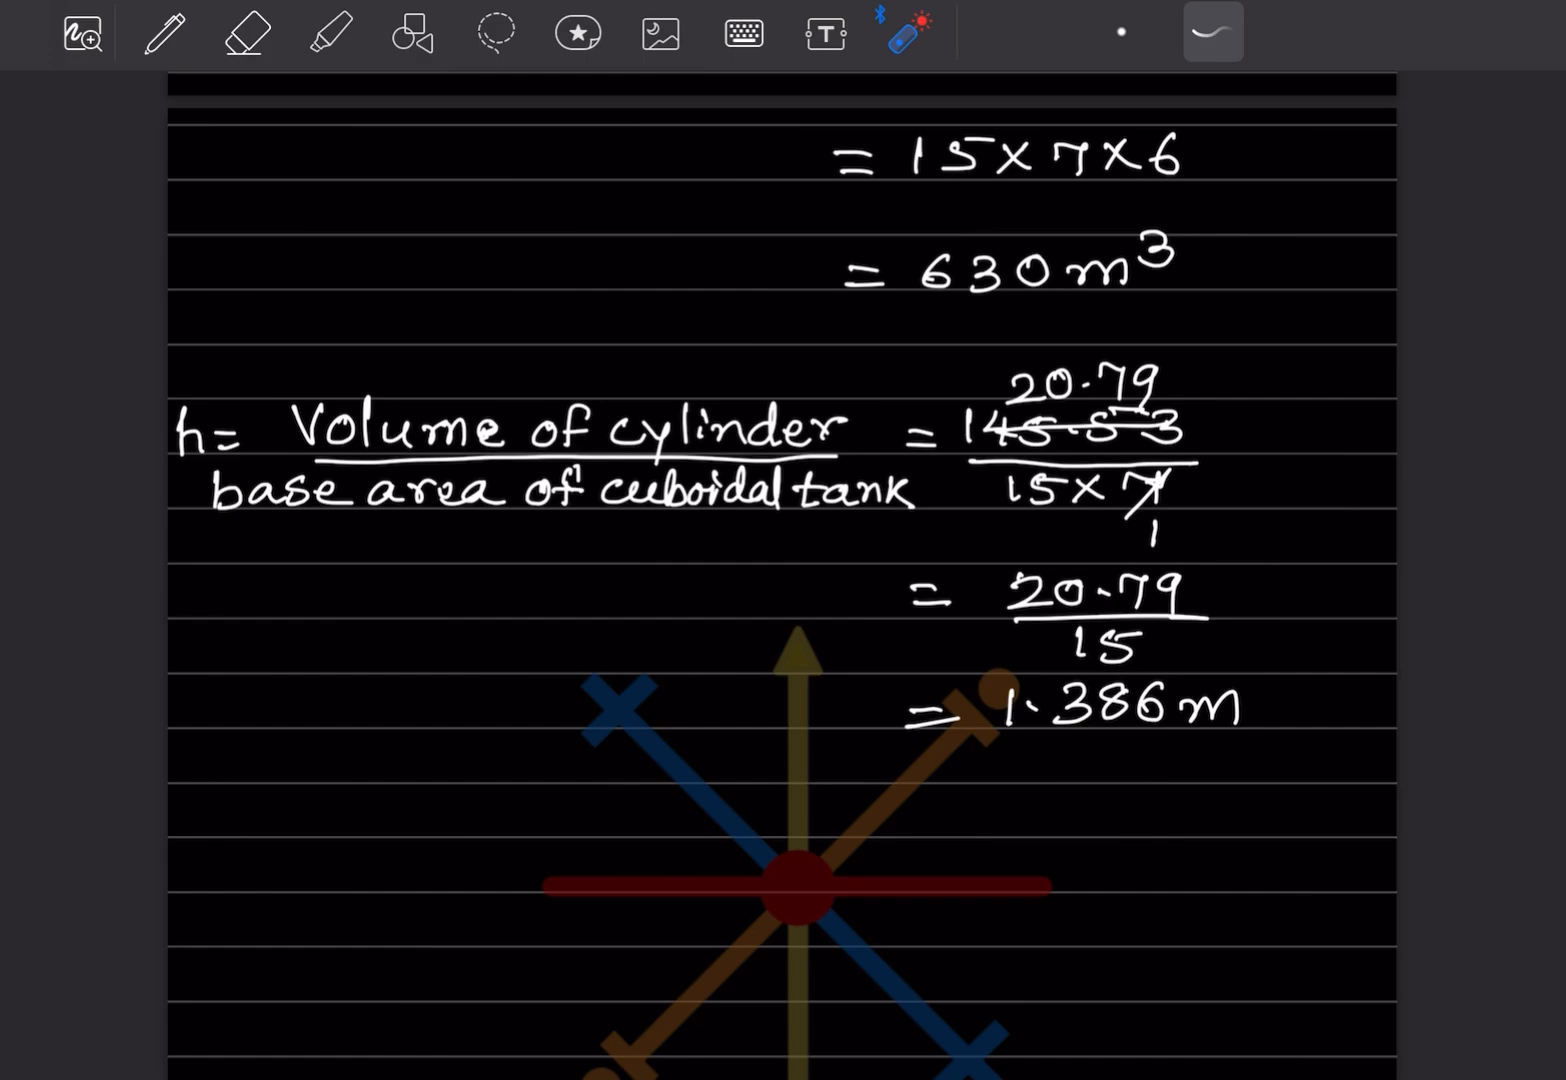 = 15 × 7 × 6
= 630 m³
20.79
h = Volume of cylinder = 145.53
base area of cuboidal tank 15 × 7
1
= 20.79
15
= 1.386 m